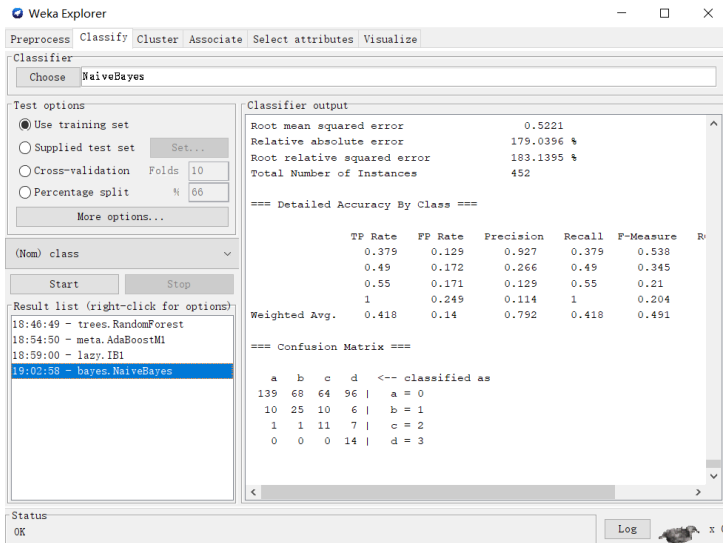 Weka Explorer
Preprocess Classify Cluster Associate Select attributes Visualize
Classifier
Choose NaiveBayes
Test options
Use training set
Supplied test set Set...
Cross-validation Folds 10
Percentage split % 66
More options...
(Nom) class
Start Stop
Result list (right-click for options)
18:46:49 - trees.RandomForest
18:54:50 - meta.AdaBoostM1
18:59:00 - lazy.IB1
19:02:58 - bayes.NaiveBayes
Classifier output
Root mean squared error 0.5221
Relative absolute error 179.0396 %
Root relative squared error 183.1395 %
Total Number of Instances 452
=== Detailed Accuracy By Class ===
TP Rate FP Rate Precision Recall F-Measure
0.379 0.129 0.927 0.379 0.538
0.49 0.172 0.266 0.49 0.345
0.55 0.171 0.129 0.55 0.21
1 0.249 0.114 1 0.204
Weighted Avg. 0.418 0.14 0.792 0.418 0.491
=== Confusion Matrix ===
a b c d <-- classified as
139 68 64 96 | a = 0
10 25 10 6 | b = 1
1 1 11 7 | c = 2
0 0 0 14 | d = 3
Status
OK
Log x